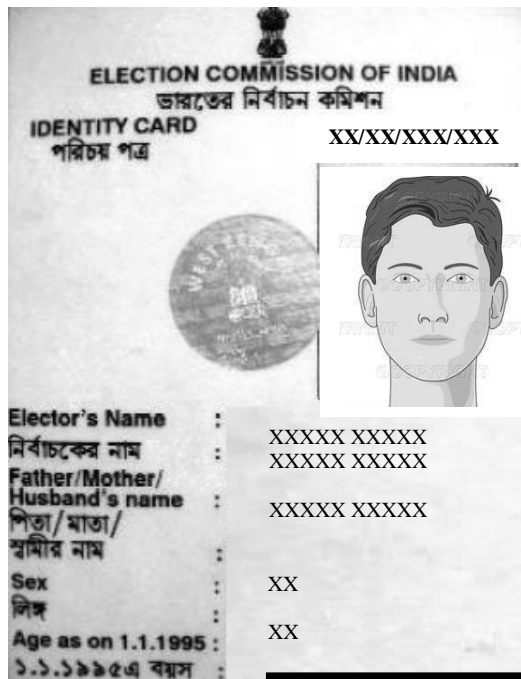 ELECTION COMMISSION OF INDIA
ভারতের নির্বাচন কমিশন
IDENTITY CARD
পরিচয় পত্র
XX/XX/XXX/XXX
WEST BENGAL
Elector's Name :
XXXXX XXXXX
নির্বাচকের নাম :
XXXXX XXXXX
Father/Mother/
Husband's name :
XXXXX XXXXX
পিতা/মাতা/
স্বামীর নাম :
Sex : XX
লিঙ্গ :
Age as on 1.1.1995 : XX
১.১.১৯৯৫এ বয়স :